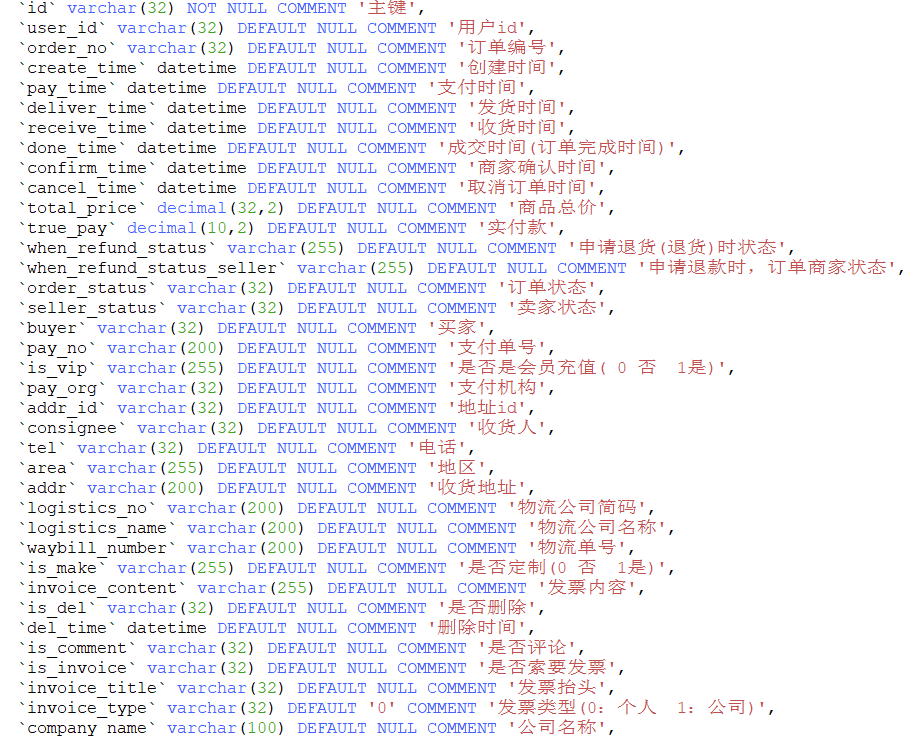 `id` varchar(32) NOT NULL COMMENT '主键',
`user_id` varchar(32) DEFAULT NULL COMMENT '用户id',
`order_no` varchar(32) DEFAULT NULL COMMENT '订单编号',
`create_time` datetime DEFAULT NULL COMMENT '创建时间',
`pay_time` datetime DEFAULT NULL COMMENT '支付时间',
`deliver_time` datetime DEFAULT NULL COMMENT '发货时间',
`receive_time` datetime DEFAULT NULL COMMENT '收货时间',
`done_time` datetime DEFAULT NULL COMMENT '成交时间(订单完成时间)',
`confirm_time` datetime DEFAULT NULL COMMENT '商家确认时间',
`cancel_time` datetime DEFAULT NULL COMMENT '取消订单时间',
`total_price` decimal(32,2) DEFAULT NULL COMMENT '商品总价',
`true_pay` decimal(10,2) DEFAULT NULL COMMENT '实付款',
`when_refund_status` varchar(255) DEFAULT NULL COMMENT '申请退货(退货)时状态',
`when_refund_status_seller` varchar(255) DEFAULT NULL COMMENT '申请退款时，订单商家状态',
`order_status` varchar(32) DEFAULT NULL COMMENT '订单状态',
`seller_status` varchar(32) DEFAULT NULL COMMENT '卖家状态',
`buyer` varchar(32) DEFAULT NULL COMMENT '买家',
`pay_no` varchar(200) DEFAULT NULL COMMENT '支付单号',
`is_vip` varchar(255) DEFAULT NULL COMMENT '是否是会员充值( 0 否  1是)',
`pay_org` varchar(32) DEFAULT NULL COMMENT '支付机构',
`addr_id` varchar(32) DEFAULT NULL COMMENT '地址id',
`consignee` varchar(32) DEFAULT NULL COMMENT '收货人',
`tel` varchar(32) DEFAULT NULL COMMENT '电话',
`area` varchar(255) DEFAULT NULL COMMENT '地区',
`addr` varchar(200) DEFAULT NULL COMMENT '收货地址',
`logistics_no` varchar(200) DEFAULT NULL COMMENT '物流公司简码',
`logistics_name` varchar(200) DEFAULT NULL COMMENT '物流公司名称',
`waybill_number` varchar(200) DEFAULT NULL COMMENT '物流单号',
`is_make` varchar(255) DEFAULT NULL COMMENT '是否定制(0 否  1是)',
`invoice_content` varchar(255) DEFAULT NULL COMMENT '发票内容',
`is_del` varchar(32) DEFAULT NULL COMMENT '是否删除',
`del_time` datetime DEFAULT NULL COMMENT '删除时间',
`is_comment` varchar(32) DEFAULT NULL COMMENT '是否评论',
`is_invoice` varchar(32) DEFAULT NULL COMMENT '是否索要发票',
`invoice_title` varchar(32) DEFAULT NULL COMMENT '发票抬头',
`invoice_type` varchar(32) DEFAULT '0' COMMENT '发票类型(0：个人  1：公司)',
`company_name` varchar(100) DEFAULT NULL COMMENT '公司名称',